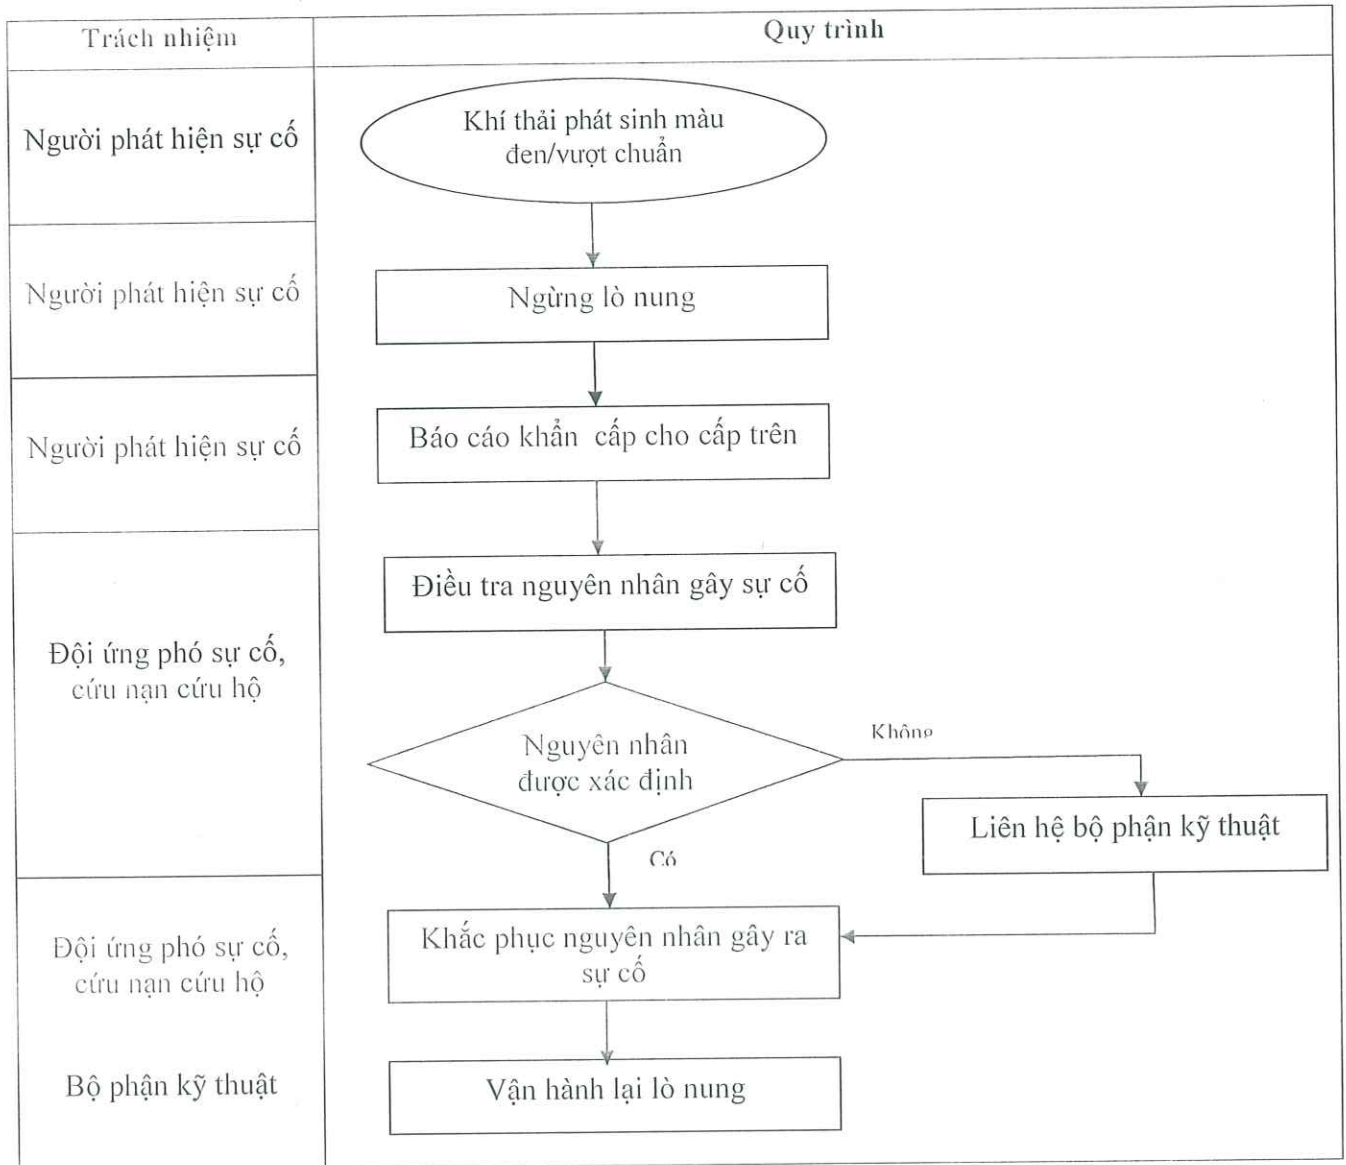 Trách nhiệm
Quy trình
Người phát hiện sự cố
Khí thải phát sinh màu
đen/vượt chuẩn
Người phát hiện sự cố
Ngừng lò nung
Người phát hiện sự cố
Báo cáo khẩn cấp cho cấp trên
Điều tra nguyên nhân gây sự cố
Đội ứng phó sự cố,
cứu nạn cứu hộ
Nguyên nhân
được xác định
Không
Liên hệ bộ phận kỹ thuật
Có
Đội ứng phó sự cố,
cứu nạn cứu hộ
Khắc phục nguyên nhân gây ra
sự cố
Bộ phận kỹ thuật
Vận hành lại lò nung